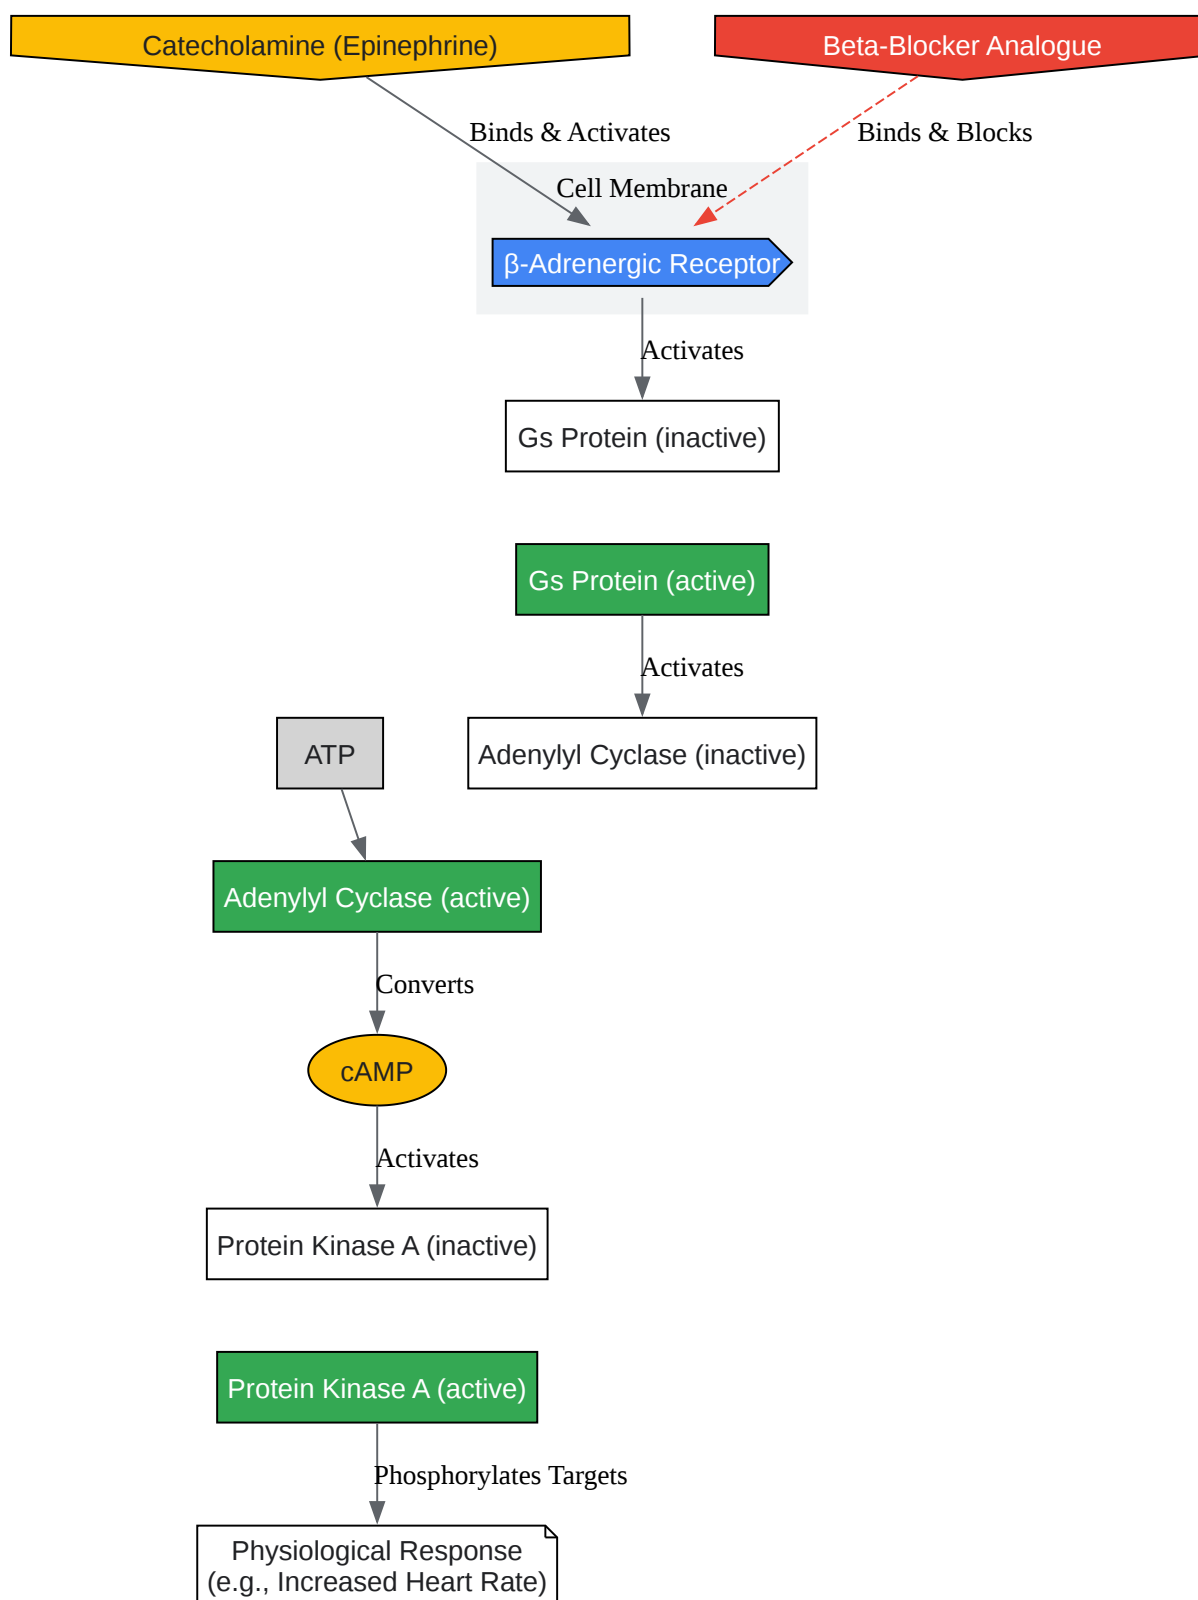 Catecholamine (Epinephrine)
Beta-Blocker Analogue
Binds & Activates
Binds & Blocks
Cell Membrane
β-Adrenergic Receptor
Activates
Gs Protein (inactive)
Gs Protein (active)
Activates
ATP
Adenylyl Cyclase (inactive)
Adenylyl Cyclase (active)
Converts
cAMP
Activates
Protein Kinase A (inactive)
Protein Kinase A (active)
Phosphorylates Targets
Physiological Response
(e.g., Increased Heart Rate)